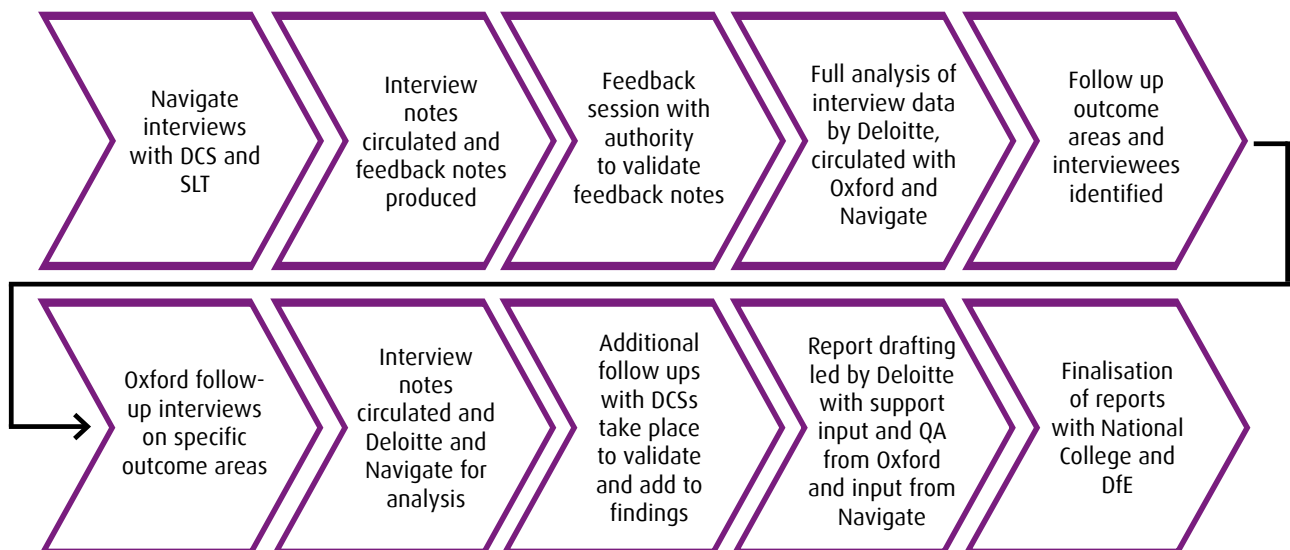 Navigate
interviews
with DCS and
SLT
Interview
notes
circulated and
feedback notes
produced
Feedback
session with
authority
to validate
feedback notes
Full analysis of
interview data
by Deloitte,
circulated with
Oxford and
Navigate
Follow up
outcome
areas and
interviewees
identified
Oxford follow-
up interviews
on specific
outcome areas
Interview
notes
circulated and
Deloitte and
Navigate for
analysis
Additional
follow ups
with DCSs
take place
to validate
and add to
findings
Report drafting
led by Deloitte
with support
input and QA
from Oxford
and input from
Navigate
Finalisation
of reports
with National
College and
DfE